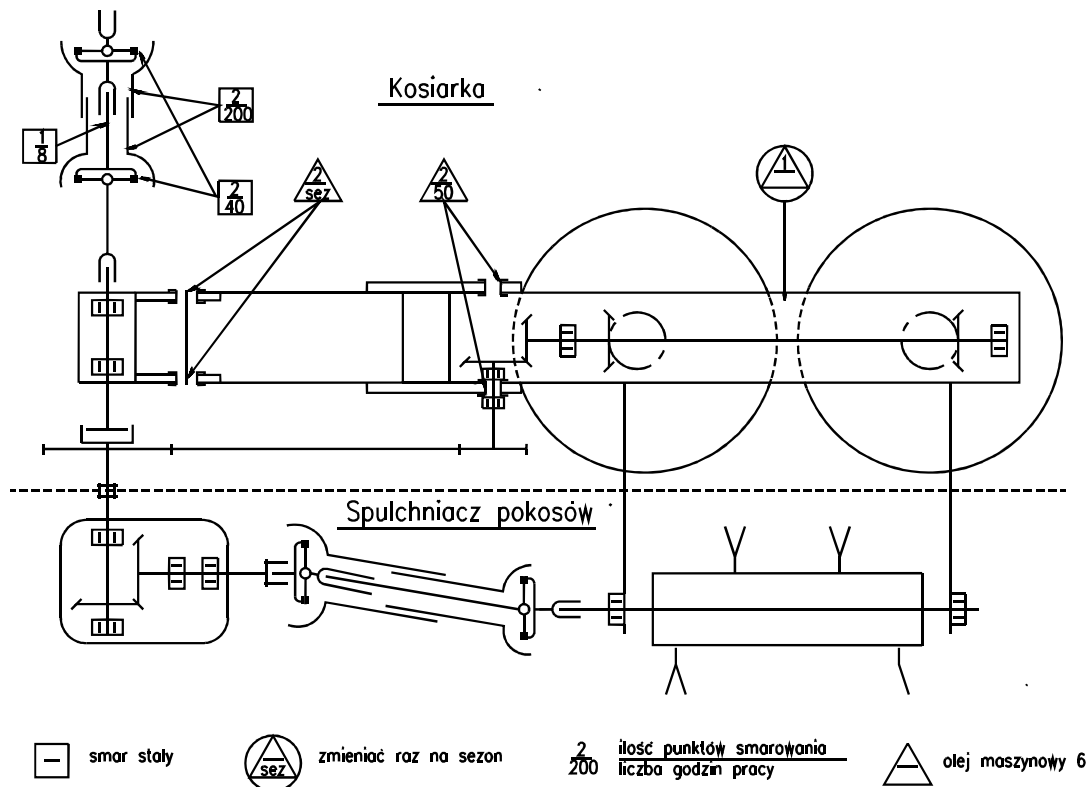 Kosiarka
2
200
1
8
2
40
2
sez
2
50
1
Spulchniacz pokosów
smar stały
sez
zmieniać raz na sezon
2
200
ilość punktów smarowania
liczba godzin pracy
olej maszynowy 6